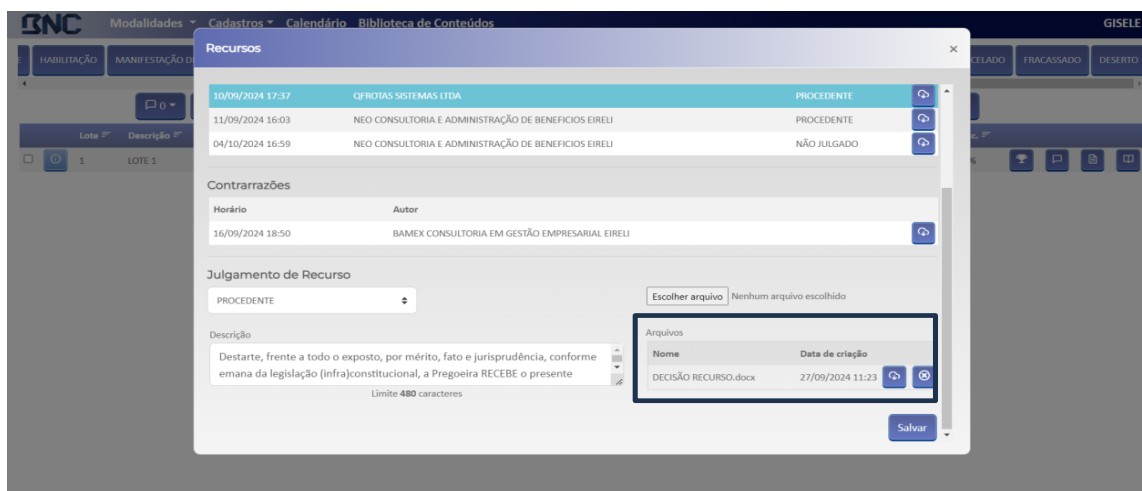 BNC Modalidades Cadastros Calendário Biblioteca de Conteúdos GISELE
HABILITAÇÃO MANIFESTAÇÃO FRACASSADO DESERTO
Recursos ×
10/09/2024 17:37 QFROTAS SISTEMAS LTDA PROCEDENTE
0
11/09/2024 16:03 NEO CONSULTORIA E ADMINISTRAÇÃO DE BENEFICIOS EIRELI PROCEDENTE
Lote Descrição
04/10/2024 16:59 NEO CONSULTORIA E ADMINISTRAÇÃO DE BENEFICIOS EIRELI NÃO JULGADO
1 LOTE 1
Contrarrazões
Horário Autor
16/09/2024 18:50 BAMEX CONSULTORIA EM GESTÃO EMPRESARIAL EIRELI
Julgamento de Recurso
PROCEDENTE
Escolher arquivo Nenhum arquivo escolhido
Descrição
Destarte, frente a todo o exposto, por mérito, fato e jurisprudência, conforme
emana da legislação (infra)constitucional, a Pregoeira RECEBE o presente
Limite 480 caracteres
Arquivos
Nome Data de criação
DECISÃO RECURSO.docx 27/09/2024 11:23
Salvar